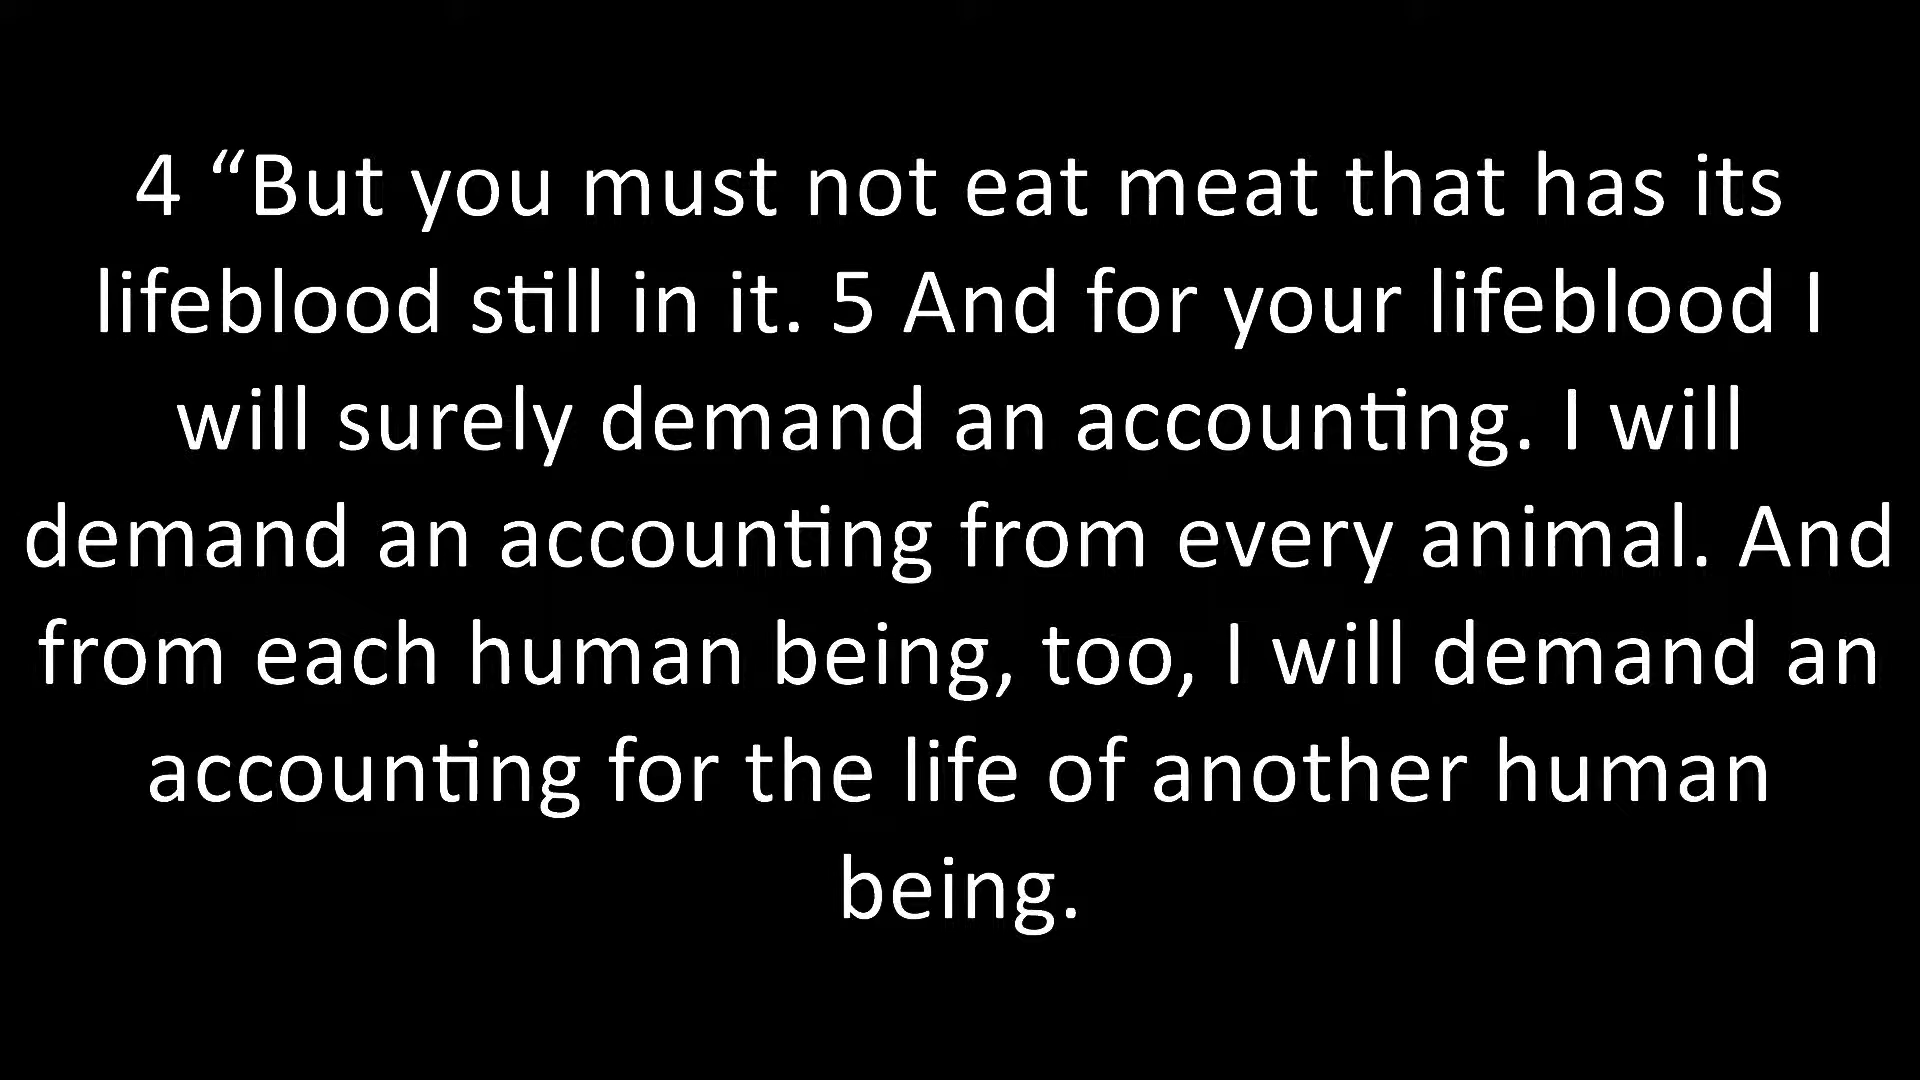 4 “But you must not eat meat that has its
lifeblood still in it. 5 And for your lifeblood I
will surely demand an accounting. I will
demand an accounting from every animal. And
from each human being, too, I will demand an
accounting for the life of another human
being.